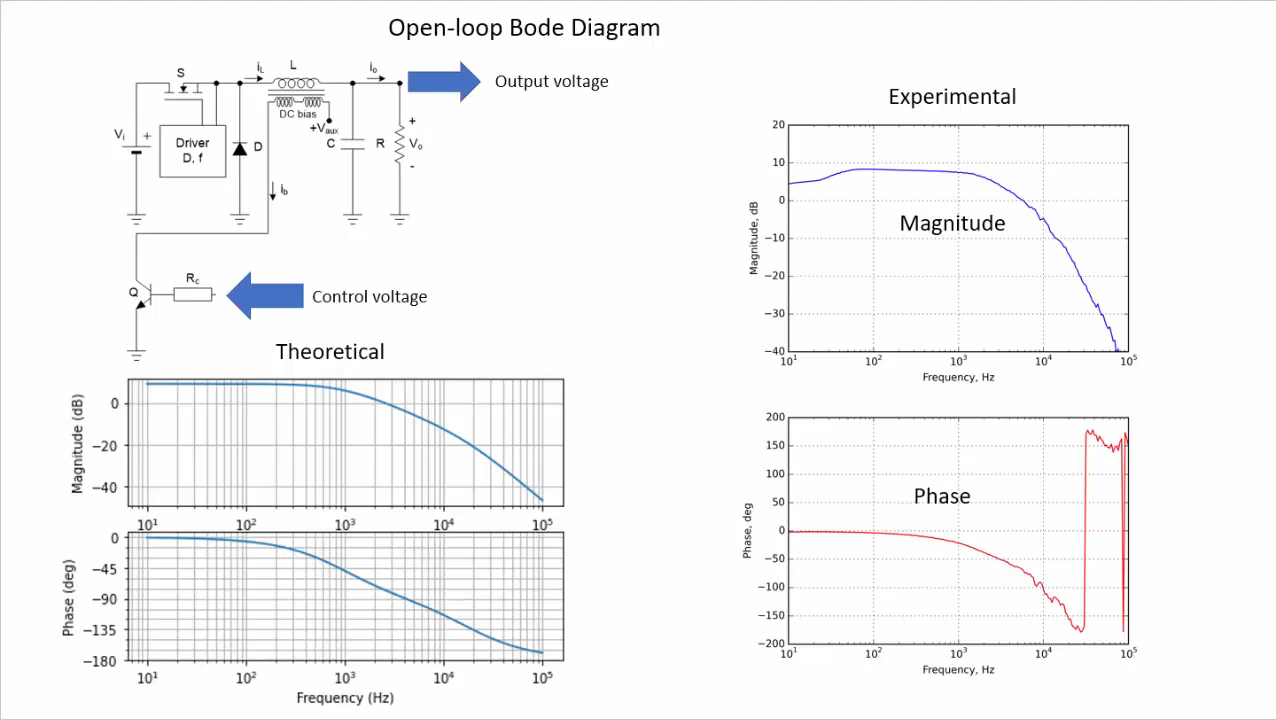 Open-loop Bode Diagram
S
iL
L
io
Output voltage
DC bias
+Vaux
Vi
+
Driver
D, f
D
C
R
+
Vo
-
ib
Q
Rc
Control voltage
Theoretical
Magnitude (dB)
0
−20
−40
10¹ 10² 10³ 10⁴ 10⁵
Phase (deg)
0
−45
−90
−135
−180
10¹ 10² 10³ 10⁴ 10⁵
Frequency (Hz)
Experimental
Magnitude, dB
20
10
0
−10
−20
−30
−40
Magnitude
10¹ 10² 10³ 10⁴ 10⁵
Frequency, Hz
Phase, deg
200
150
100
50
0
−50
−100
−150
−200
Phase
10¹ 10² 10³ 10⁴ 10⁵
Frequency, Hz